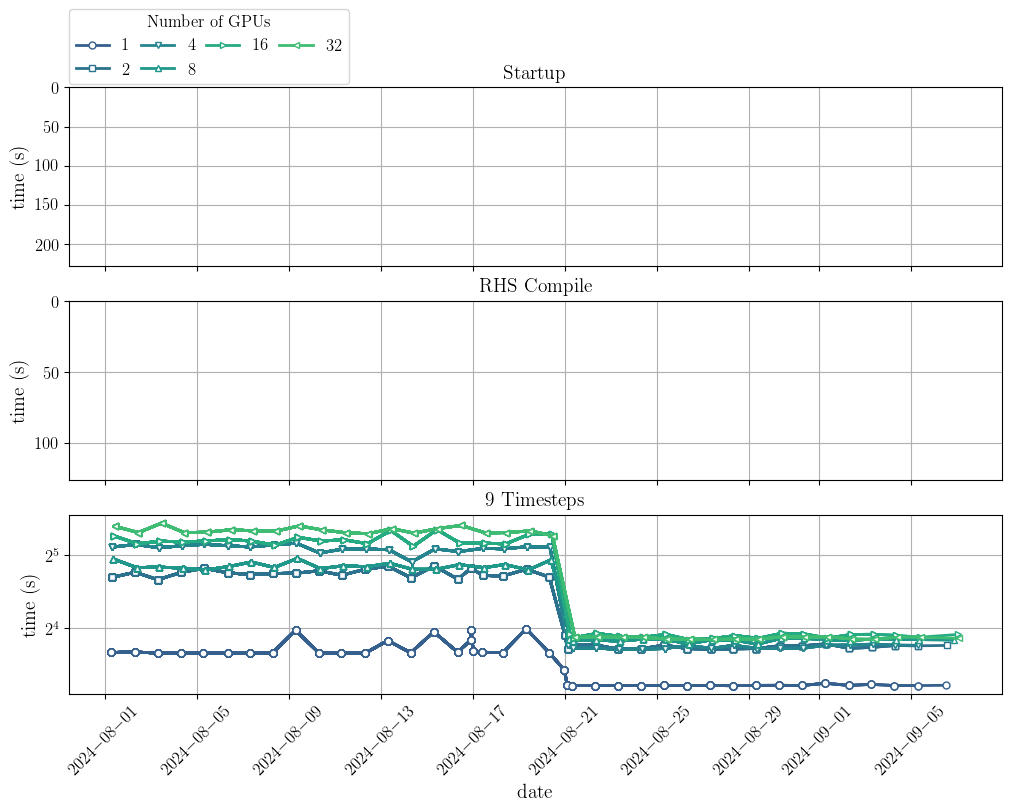 Number of GPUs
1 4 16 32
2 8
Startup
time (s)
0
50
100
150
200
RHS Compile
time (s)
0
50
100
9 Timesteps
time (s)
2^5
2^4
2024−08−01 2024−08−05 2024−08−09 2024−08−13 2024−08−17 2024−08−21 2024−08−25 2024−08−29 2024−09−01 2024−09−05
date